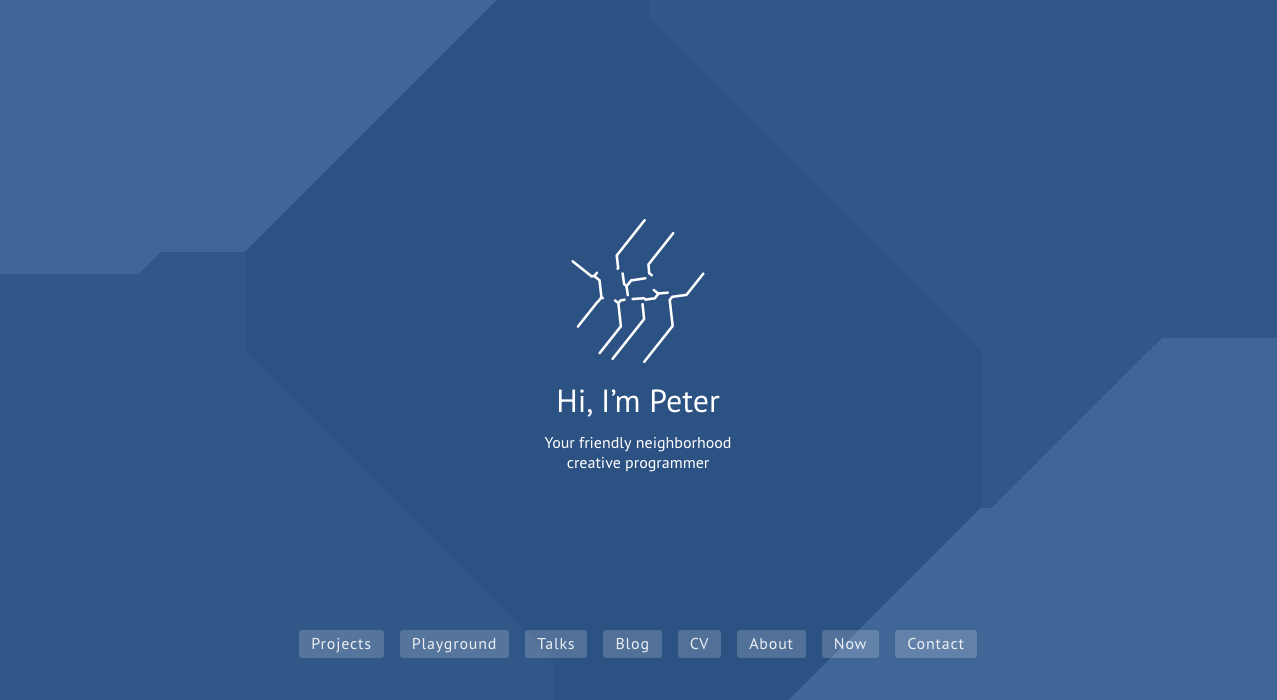 Hi, I’m Peter
Your friendly neighborhood
creative programmer
Projects Playground Talks Blog CV About Now Contact